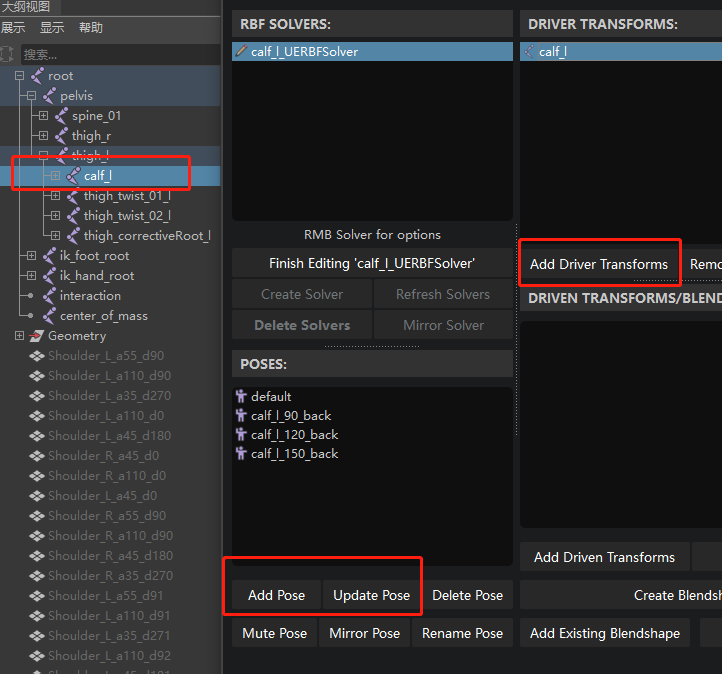 大纲视图
展示 显示 帮助
搜索...
root
pelvis
spine_01
thigh_r
thigh_l
calf_l
thigh_twist_01_l
thigh_twist_02_l
thigh_correctiveRoot_l
ik_foot_root
ik_hand_root
interaction
center_of_mass
Geometry
Shoulder_L_a55_d90
Shoulder_L_a110_d90
Shoulder_L_a35_d270
Shoulder_L_a110_d0
Shoulder_L_a45_d180
Shoulder_R_a45_d0
Shoulder_R_a110_d0
Shoulder_L_a45_d0
Shoulder_R_a55_d90
Shoulder_R_a110_d90
Shoulder_R_a45_d180
Shoulder_R_a35_d270
Shoulder_L_a55_d91
Shoulder_L_a110_d91
Shoulder_L_a35_d271
Shoulder_L_a110_d92
RBF SOLVERS:
calf_l_UERBFSolver
RMB Solver for options
Finish Editing 'calf_l_UERBFSolver'
Create Solver Refresh Solvers
Delete Solvers Mirror Solver
POSES:
default
calf_l_90_back
calf_l_120_back
calf_l_150_back
Add Pose Update Pose Delete Pose
Mute Pose Mirror Pose Rename Pose
DRIVER TRANSFORMS:
calf_l
Add Driver Transforms Remo
DRIVEN TRANSFORMS/BLEND
Add Driven Transforms
Create Blendsh
Add Existing Blendshape